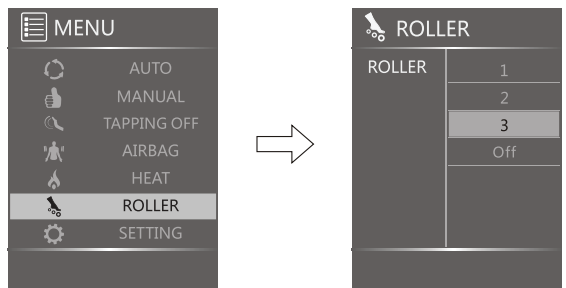 MENU
AUTO
MANUAL
TAPPING OFF
AIRBAG
HEAT
ROLLER
SETTING
ROLLER
ROLLER
1
2
3
Off